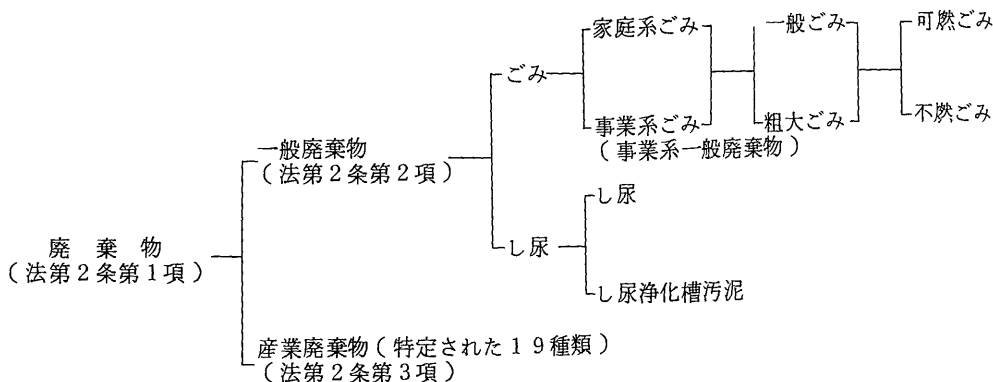 家庭系ごみ
一般ごみ
可燃ごみ
ごみ
事業系ごみ
(事業系一般廃棄物)
粗大ごみ
不燃ごみ
一般廃棄物
(法第2条第2項)
し尿
し尿
し尿浄化槽汚泥
廃棄物
(法第2条第1項)
産業廃棄物(特定された19種類)
(法第2条第3項)